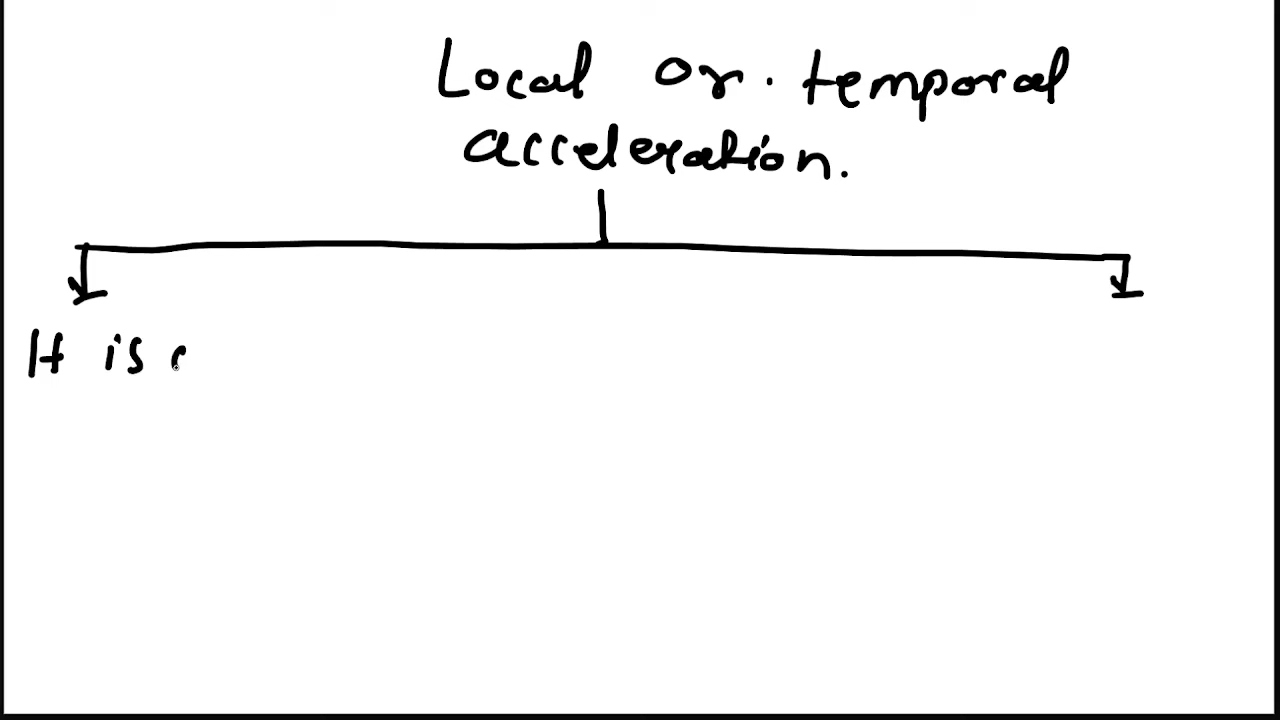 Local or. temporal
acceleration.
It is